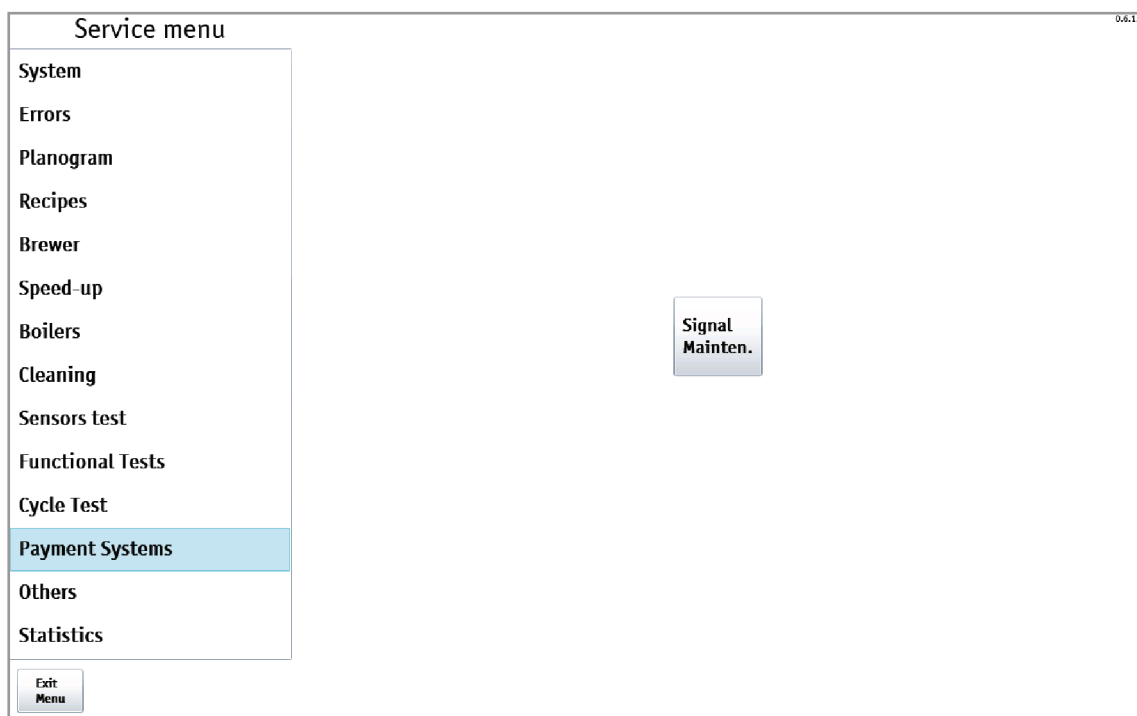 Service menu
0.6.1
System
Errors
Planogram
Recipes
Brewer
Speed-up
Boilers
Cleaning
Sensors test
Functional Tests
Cycle Test
Payment Systems
Others
Statistics
Signal
Mainten.
Exit
Menu